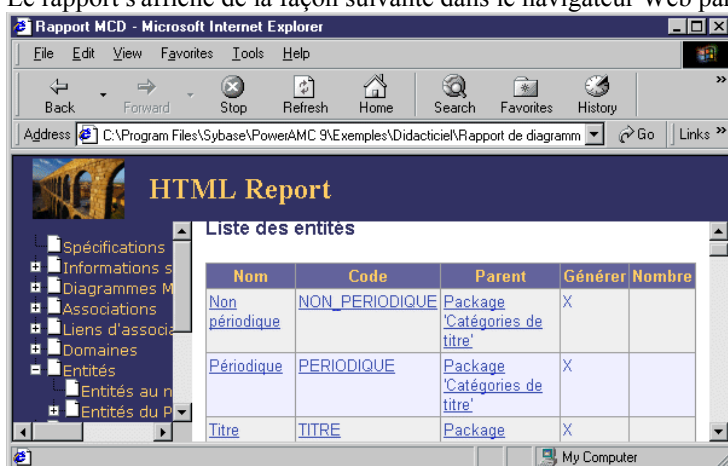 Le rapport s'affiche de la façon suivante dans le navigateur Web par
Rapport MCD - Microsoft Internet Explorer
File Edit View Favorites Tools Help
Back Forward Stop Refresh Home Search Favorites History »
Address C:\Program Files\Sybase\PowerAMC 9\Exemples\Didacticiel\Rapport de diagramm Go Links »
HTML Report
Spécifications
Informations s
Diagrammes M
Associations
Liens d'associa
Domaines
Entités
Entités au n
Entités du P
Liste des entités
Nom Code Parent Générer Nombre
Non périodique NON_PERIODIQUE Package 'Catégories de titre' X
Périodique PERIODIQUE Package 'Catégories de titre' X
Titre TITRE Package X
My Computer